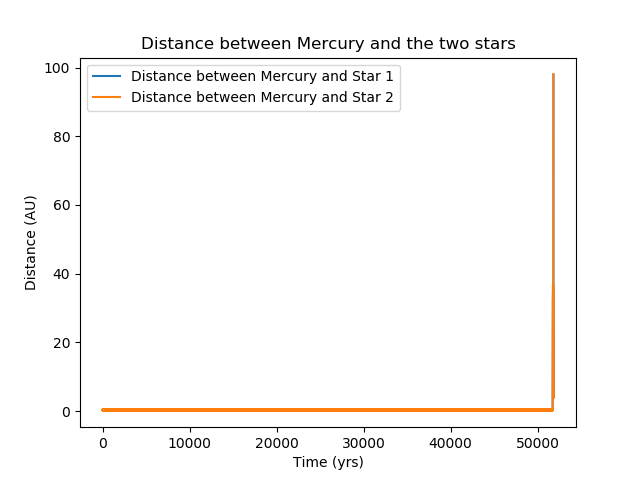 Distance between Mercury and the two stars
Distance between Mercury and Star 1
Distance between Mercury and Star 2
100
80
60
40
20
0
Distance (AU)
0 10000 20000 30000 40000 50000
Time (yrs)